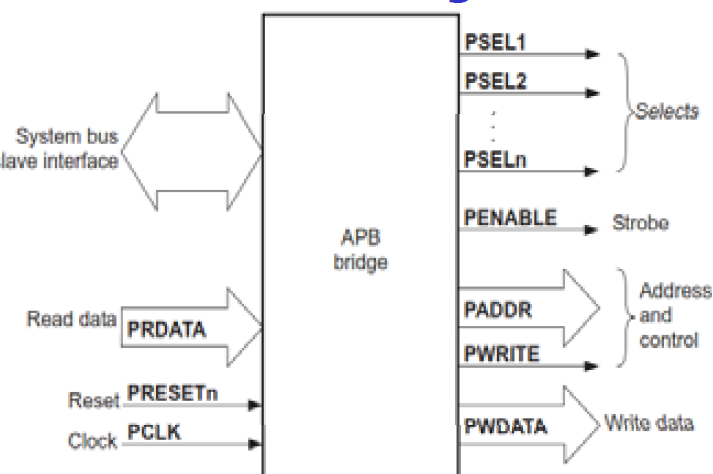 PSEL1
PSEL2
Selects
System bus
slave interface
PSELn
PENABLE
Strobe
APB
bridge
Read data
PRDATA
PADDR
Address
and
control
PWRITE
Reset
PRESETn
Clock
PCLK
PWDATA
Write data